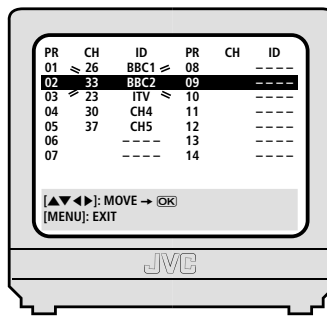 PR CH ID PR CH ID
01 26 BBC1 08 ----
02 33 BBC2 09 ----
03 23 ITV 10 ----
04 30 CH4 11 ----
05 37 CH5 12 ----
06 ---- 13 ----
07 ---- 14 ----
[▲▼◀▶]: MOVE → OK
[MENU]: EXIT
JVC